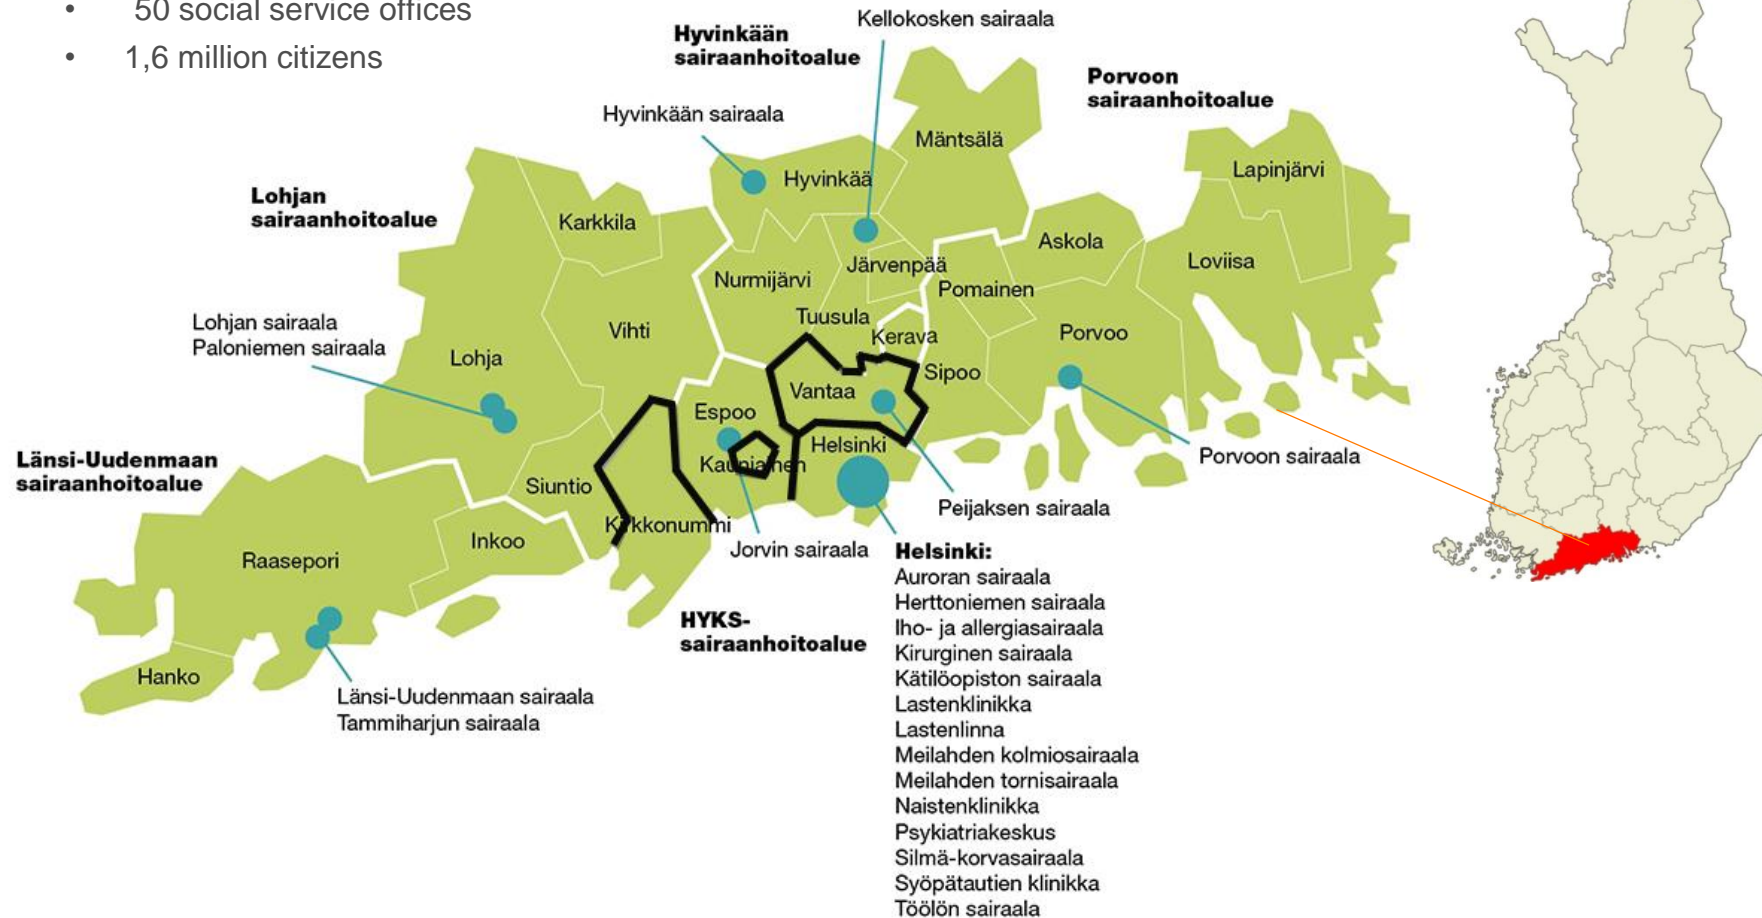 • 50 social service offices
• 1,6 million citizens
Kellokosken sairaala
Hyvinkään
sairaanhoitoalue
Porvoon
sairaanhoitoalue
Hyvinkään sairaala
Mäntsälä
Lapinjärvi
Hyvinkää
Lohjan
sairaanhoitoalue
Karkkila
Askola
Loviisa
Järvenpää
Nurmijärvi
Pomainen
Tuusula
Lohjan sairaala
Paloniemen sairaala
Vihti
Kerava
Porvoo
Lohja
Sipoo
Vantaa
Espoo
Helsinki
Porvoon sairaala
Länsi-Uudenmaan
sairaanhoitoalue
Kauniainen
Siuntio
Peijaksen sairaala
Kirkkonummi
Inkoo
Jorvin sairaala
Raasepori
Helsinki:
Auroran sairaala
Herttoniemen sairaala
Iho- ja allergiasairaala
Kirurginen sairaala
Kätilöopiston sairaala
Lastenklinikka
Lastenlinna
Meilahden kolmiosairaala
Meilahden tornisairaala
Naistenklinikka
Psykiatriakeskus
Silmä-korvasairaala
Syöpätautien klinikka
Töölön sairaala
HYKS-
sairaanhoitoalue
Hanko
Länsi-Uudenmaan sairaala
Tammiharjun sairaala